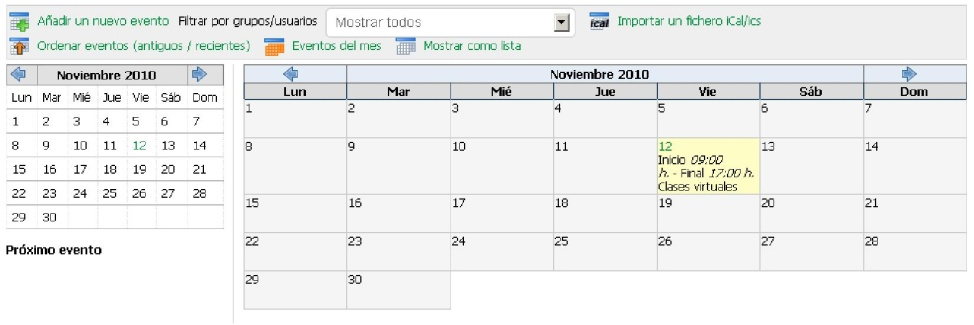 Añadir un nuevo evento Filtrar por grupos/usuarios Mostrar todos ical Importar un fichero iCal/ics
Ordenar eventos (antiguos / recientes) Eventos del mes Mostrar como lista
Noviembre 2010
Lun Mar Mié Jue Vie Sáb Dom
1 2 3 4 5 6 7
8 9 10 11 12 13 14
15 16 17 18 19 20 21
22 23 24 25 26 27 28
29 30
Próximo evento
Noviembre 2010
Lun Mar Mié Jue Vie Sáb Dom
1 2 3 4 5 6 7
8 9 10 11 12 13 14
Inicio 09:00
h. - Final 17:00 h.
Clases virtuales
15 16 17 18 19 20 21
22 23 24 25 26 27 28
29 30